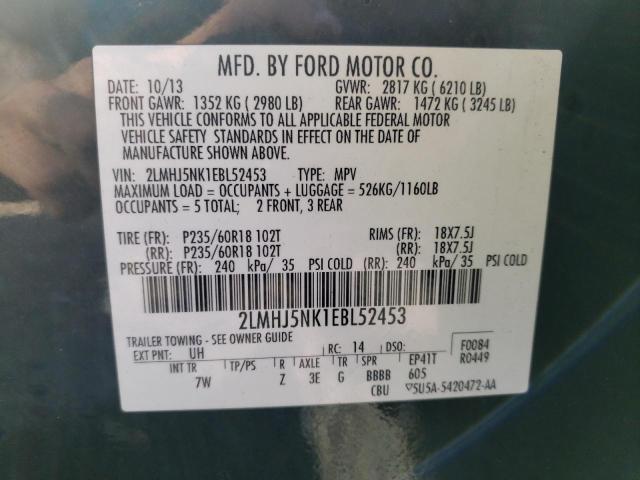 MFD. BY FORD MOTOR CO.
DATE: 10/13 GVWR: 2817 KG ( 6210 LB)
FRONT GAWR: 1352 KG ( 2980 LB) REAR GAWR: 1472 KG ( 3245 LB)
THIS VEHICLE CONFORMS TO ALL APPLICABLE FEDERAL MOTOR
VEHICLE SAFETY STANDARDS IN EFFECT ON THE DATE OF
MANUFACTURE SHOWN ABOVE.
VIN: 2LMHJ5NK1EBL52453 TYPE: MPV
MAXIMUM LOAD = OCCUPANTS + LUGGAGE = 526KG/1160LB
OCCUPANTS = 5 TOTAL; 2 FRONT, 3 REAR
TIRE (FR): P235/60R18 102T RIMS (FR): 18X7.5J
(RR): P235/60R18 102T (RR): 18X7.5J
PRESSURE (FR): 240 kPa/ 35 PSI COLD (RR): 240 kPa/ 35 PSI COLD
2LMHJ5NK1EBL52453
TRAILER TOWING - SEE OWNER GUIDE
EXT PNT: UH RC: 14 DSO: F0084
R0449
INT TR TP/PS R AXLE TR SPR EP41T
7W Z 3E G BBBB 605
CBU ▽5U5A-5420472-AA